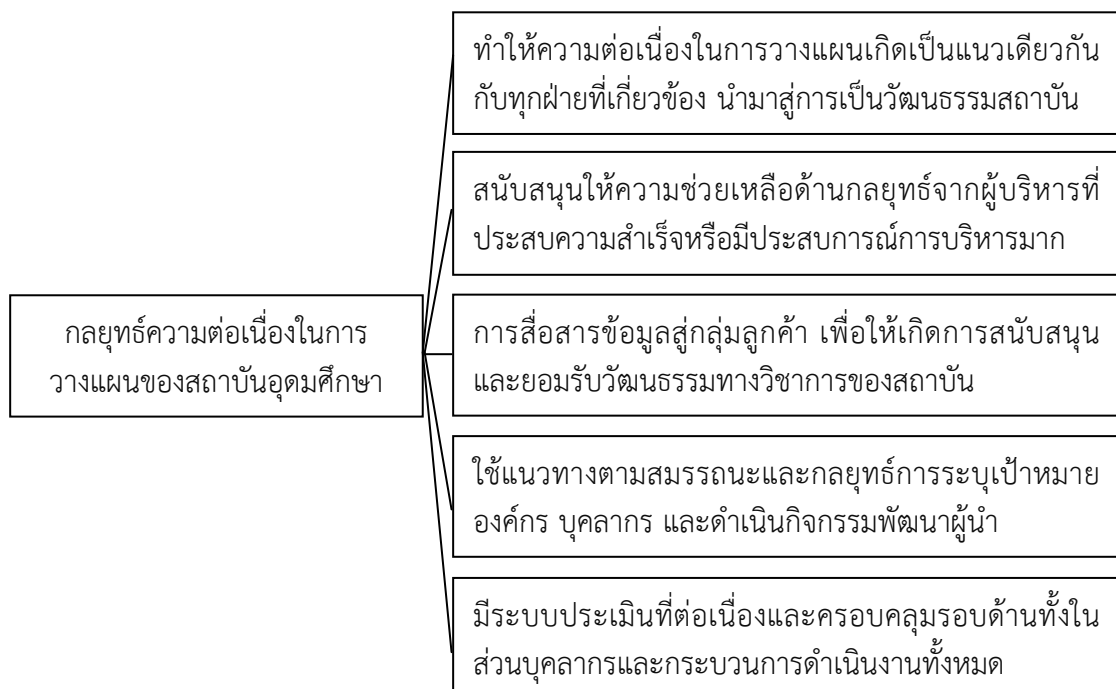 ทำให้ความต่อเนื่องในการวางแผนเกิดเป็นแนวเดียวกัน
กับทุกฝ่ายที่เกี่ยวข้อง นำมาสู่การเป็นวัฒนธรรมสถาบัน
สนับสนุนให้ความช่วยเหลือด้านกลยุทธ์จากผู้บริหารที่
ประสบความสำเร็จหรือมีประสบการณ์การบริหารมาก
กลยุทธ์ความต่อเนื่องในการ
วางแผนของสถาบันอุดมศึกษา
การสื่อสารข้อมูลสู่กลุ่มลูกค้า เพื่อให้เกิดการสนับสนุน
และยอมรับวัฒนธรรมทางวิชาการของสถาบัน
ใช้แนวทางตามสมรรถนะและกลยุทธ์การระบุเป้าหมาย
องค์กร บุคลากร และดำเนินกิจกรรมพัฒนาผู้นำ
มีระบบประเมินที่ต่อเนื่องและครอบคลุมรอบด้านทั้งใน
ส่วนบุคลากรและกระบวนการดำเนินงานทั้งหมด